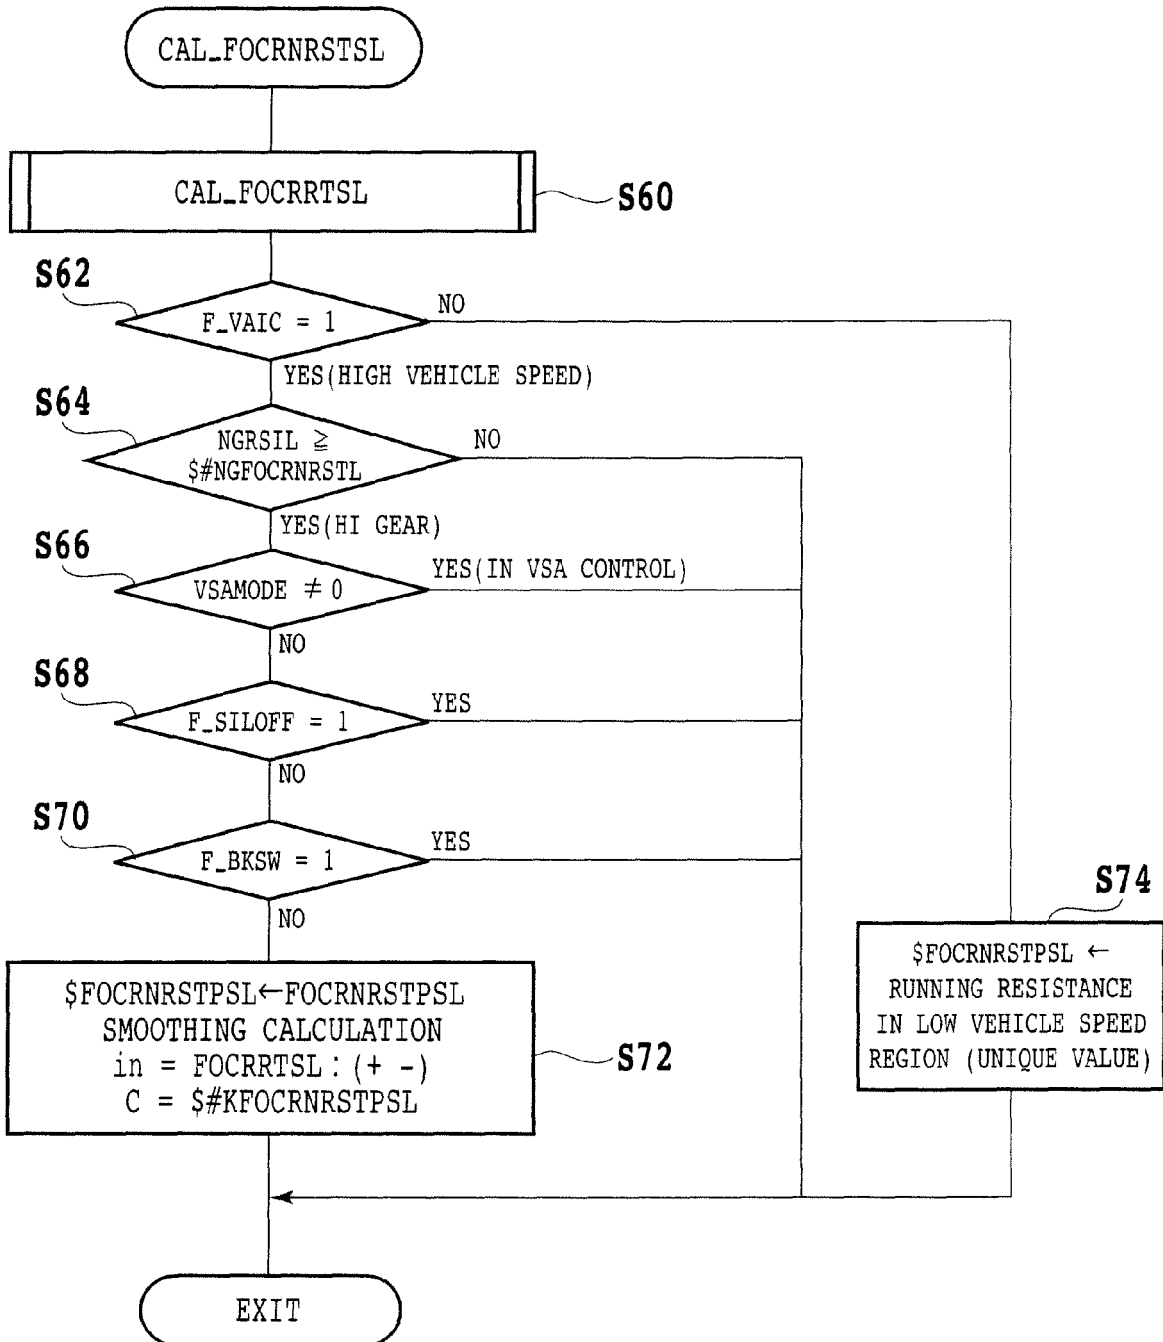 CAL_FOCRNRSTSL
CAL_FOCRRTSL
S60
S62
F_VAIC = 1
NO
YES(HIGH VEHICLE SPEED)
S64
NGRSIL ≧
$#NGFOCRNRSTL
NO
YES(HI GEAR)
S66
VSAMODE ≠ 0
YES(IN VSA CONTROL)
NO
S68
F_SILOFF = 1
YES
NO
S70
F_BKSW = 1
YES
NO
S74
$FOCRNRSTPSL ←
RUNNING RESISTANCE
IN LOW VEHICLE SPEED
REGION (UNIQUE VALUE)
$FOCRNRSTPSL←FOCRNRSTPSL
SMOOTHING CALCULATION
in = FOCRRTSL : (+ -)
C = $#KFOCRNRSTPSL
S72
EXIT